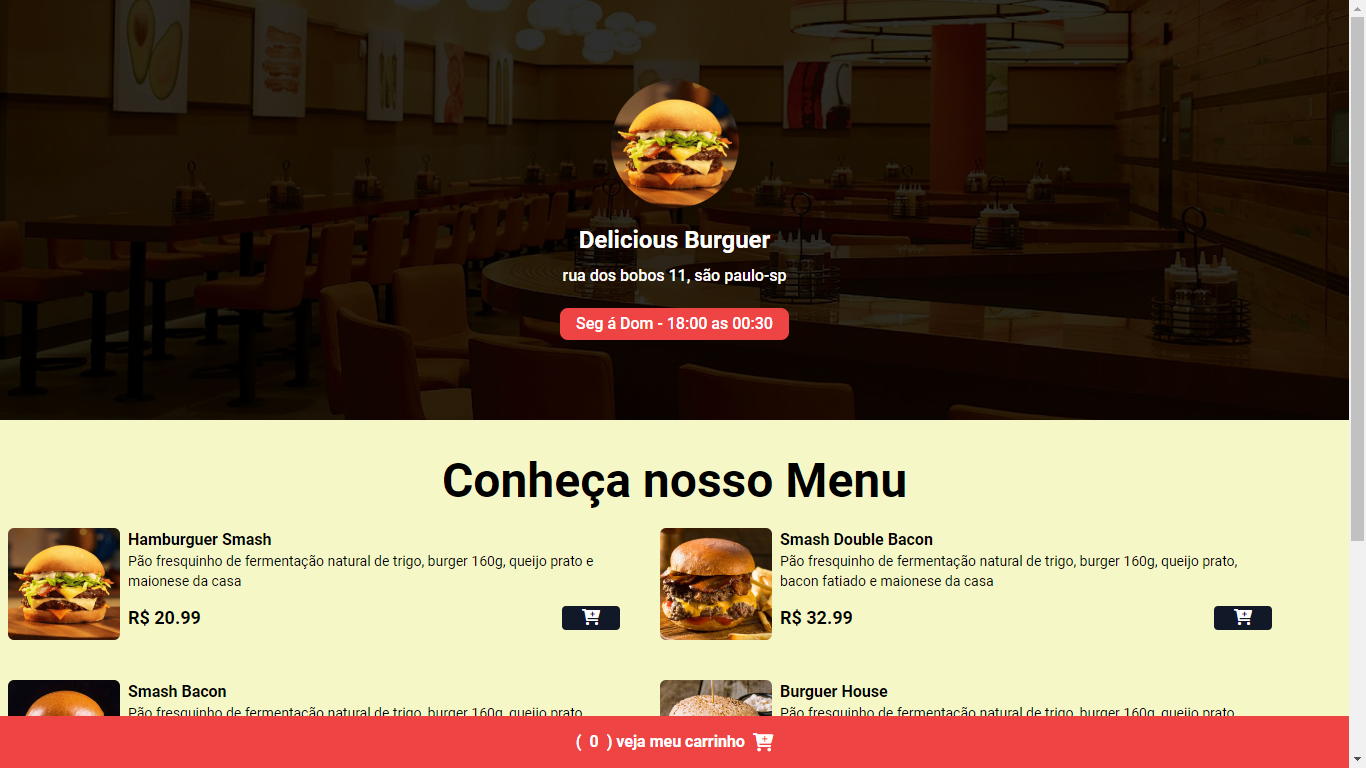 Delicious Burguer
rua dos bobos 11, são paulo-sp
Seg á Dom - 18:00 as 00:30
Conheça nosso Menu
Hamburguer Smash
Pão fresquinho de fermentação natural de trigo, burger 160g, queijo prato e
maionese da casa
R$ 20.99
Smash Double Bacon
Pão fresquinho de fermentação natural de trigo, burger 160g, queijo prato,
bacon fatiado e maionese da casa
R$ 32.99
Smash Bacon
Pão fresquinho de fermentação natural de trigo, burger 160g, queijo prato,
Burguer House
Pão fresquinho de fermentação natural de trigo, burger 160g, queijo prato,
( 0 ) veja meu carrinho